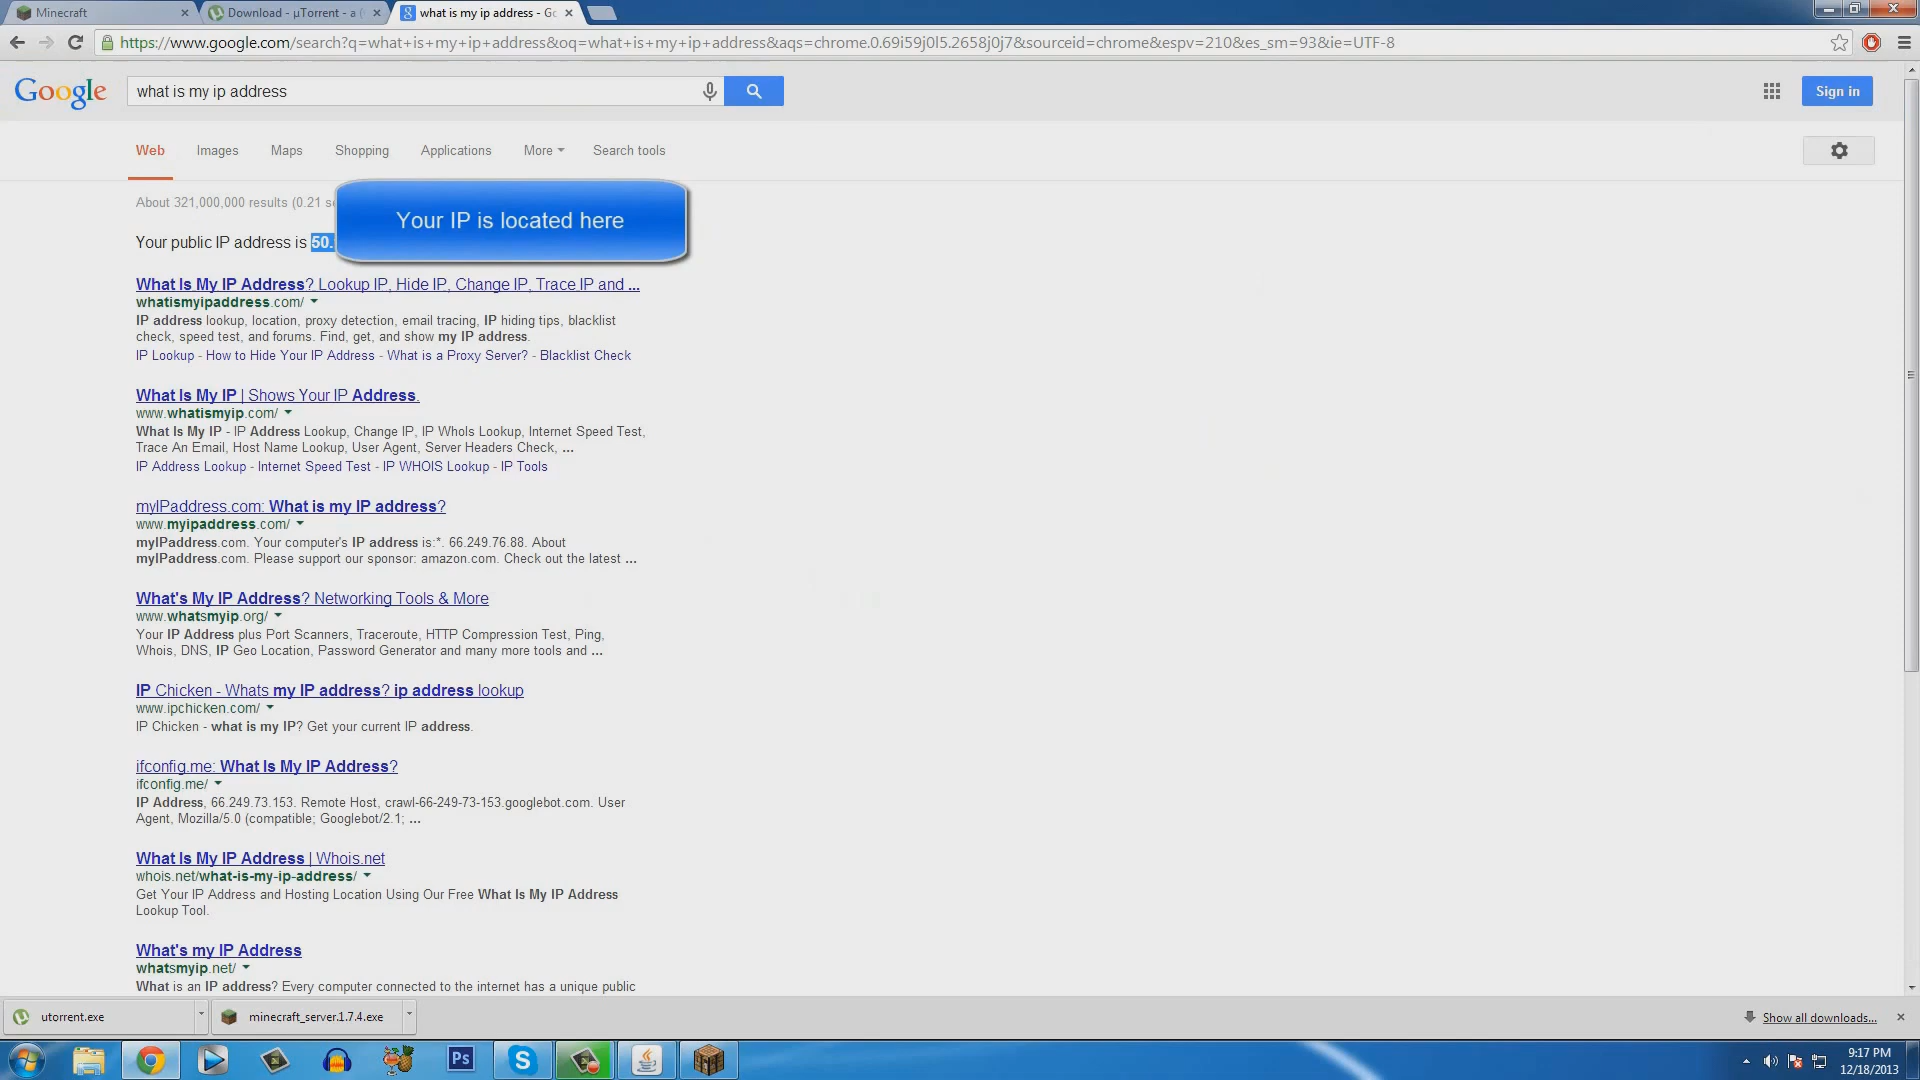 Minecraft
Download - µTorrent - a (
what is my ip address - Go
https://www.google.com/search?q=what+is+my+ip+address&oq=what+is+my+ip+address&aqs=chrome.0.69i59j0l5.2658j0j7&sourceid=chrome&espv=210&es_sm=93&ie=UTF-8
Google
what is my ip address
Sign in
Web Images Maps Shopping Applications More Search tools
About 321,000,000 results (0.21 se
Your IP is located here
Your public IP address is 50.
What Is My IP Address? Lookup IP, Hide IP, Change IP, Trace IP and ...
whatismyipaddress.com/
IP address lookup, location, proxy detection, email tracing, IP hiding tips, blacklist
check, speed test, and forums. Find, get, and show my IP address.
IP Lookup - How to Hide Your IP Address - What is a Proxy Server? - Blacklist Check
What Is My IP | Shows Your IP Address.
www.whatismyip.com/
What Is My IP - IP Address Lookup, Change IP, IP WhoIs Lookup, Internet Speed Test,
Trace An Email, Host Name Lookup, User Agent, Server Headers Check, ...
IP Address Lookup - Internet Speed Test - IP WHOIS Lookup - IP Tools
myIPaddress.com: What is my IP address?
www.myipaddress.com/
myIPaddress.com. Your computer's IP address is:*. 66.249.76.88. About
myIPaddress.com. Please support our sponsor: amazon.com. Check out the latest ...
What's My IP Address? Networking Tools & More
www.whatsmyip.org/
Your IP Address plus Port Scanners, Traceroute, HTTP Compression Test, Ping,
Whois, DNS, IP Geo Location, Password Generator and many more tools and ...
IP Chicken - Whats my IP address? ip address lookup
www.ipchicken.com/
IP Chicken - what is my IP? Get your current IP address.
ifconfig.me: What Is My IP Address?
ifconfig.me/
IP Address, 66.249.73.153. Remote Host, crawl-66-249-73-153.googlebot.com. User
Agent, Mozilla/5.0 (compatible; Googlebot/2.1; ...
What Is My IP Address | Whois.net
whois.net/what-is-my-ip-address/
Get Your IP Address and Hosting Location Using Our Free What Is My IP Address
Lookup Tool.
What's my IP Address
whatsmyip.net/
What is an IP address? Every computer connected to the internet has a unique public
utorrent.exe
minecraft_server.1.7.4.exe
Show all downloads...
Ps
9:17 PM
12/18/2013